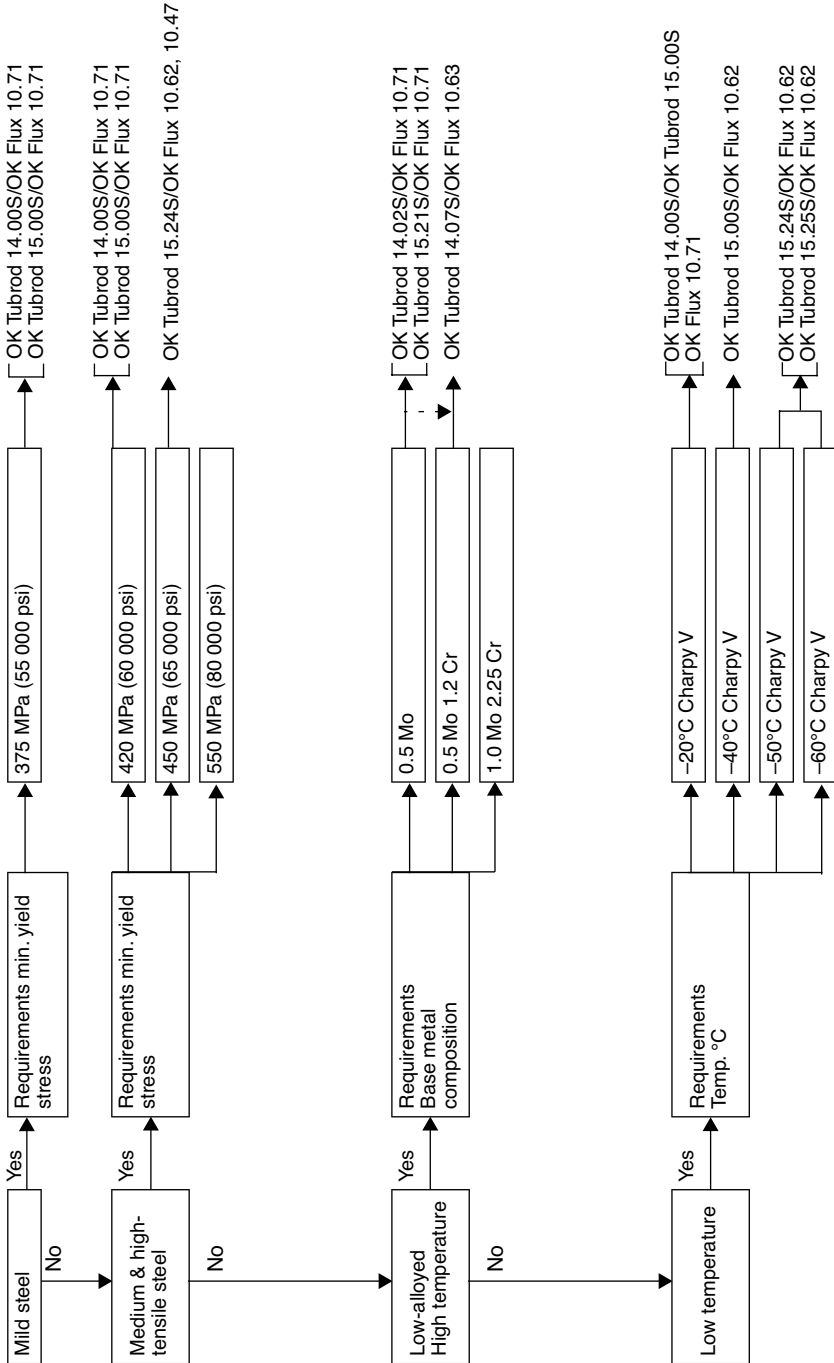 Mild steel
Yes
Requirements min. yield
stress
375 MPa (55 000 psi)
OK Tubrod 14.00S/OK Flux 10.71
OK Tubrod 15.00S/OK Flux 10.71
No
Medium & high-
tensile steel
Yes
Requirements min. yield
stress
420 MPa (60 000 psi)
450 MPa (65 000 psi)
550 MPa (80 000 psi)
OK Tubrod 14.00S/OK Flux 10.71
OK Tubrod 15.00S/OK Flux 10.71
OK Tubrod 15.24S/OK Flux 10.62, 10.47
No
Low-alloyed
High temperature
Yes
Requirements
Base metal
composition
0.5 Mo
0.5 Mo 1.2 Cr
1.0 Mo 2.25 Cr
OK Tubrod 14.02S/OK Flux 10.71
OK Tubrod 15.21S/OK Flux 10.71
OK Tubrod 14.07S/OK Flux 10.63
No
Low temperature
Yes
Requirements
Temp. °C
–20°C Charpy V
–40°C Charpy V
–50°C Charpy V
–60°C Charpy V
OK Tubrod 14.00S/OK Tubrod 15.00S
OK Flux 10.71
OK Tubrod 15.00S/OK Flux 10.62
OK Tubrod 15.24S/OK Flux 10.62
OK Tubrod 15.25S/OK Flux 10.62